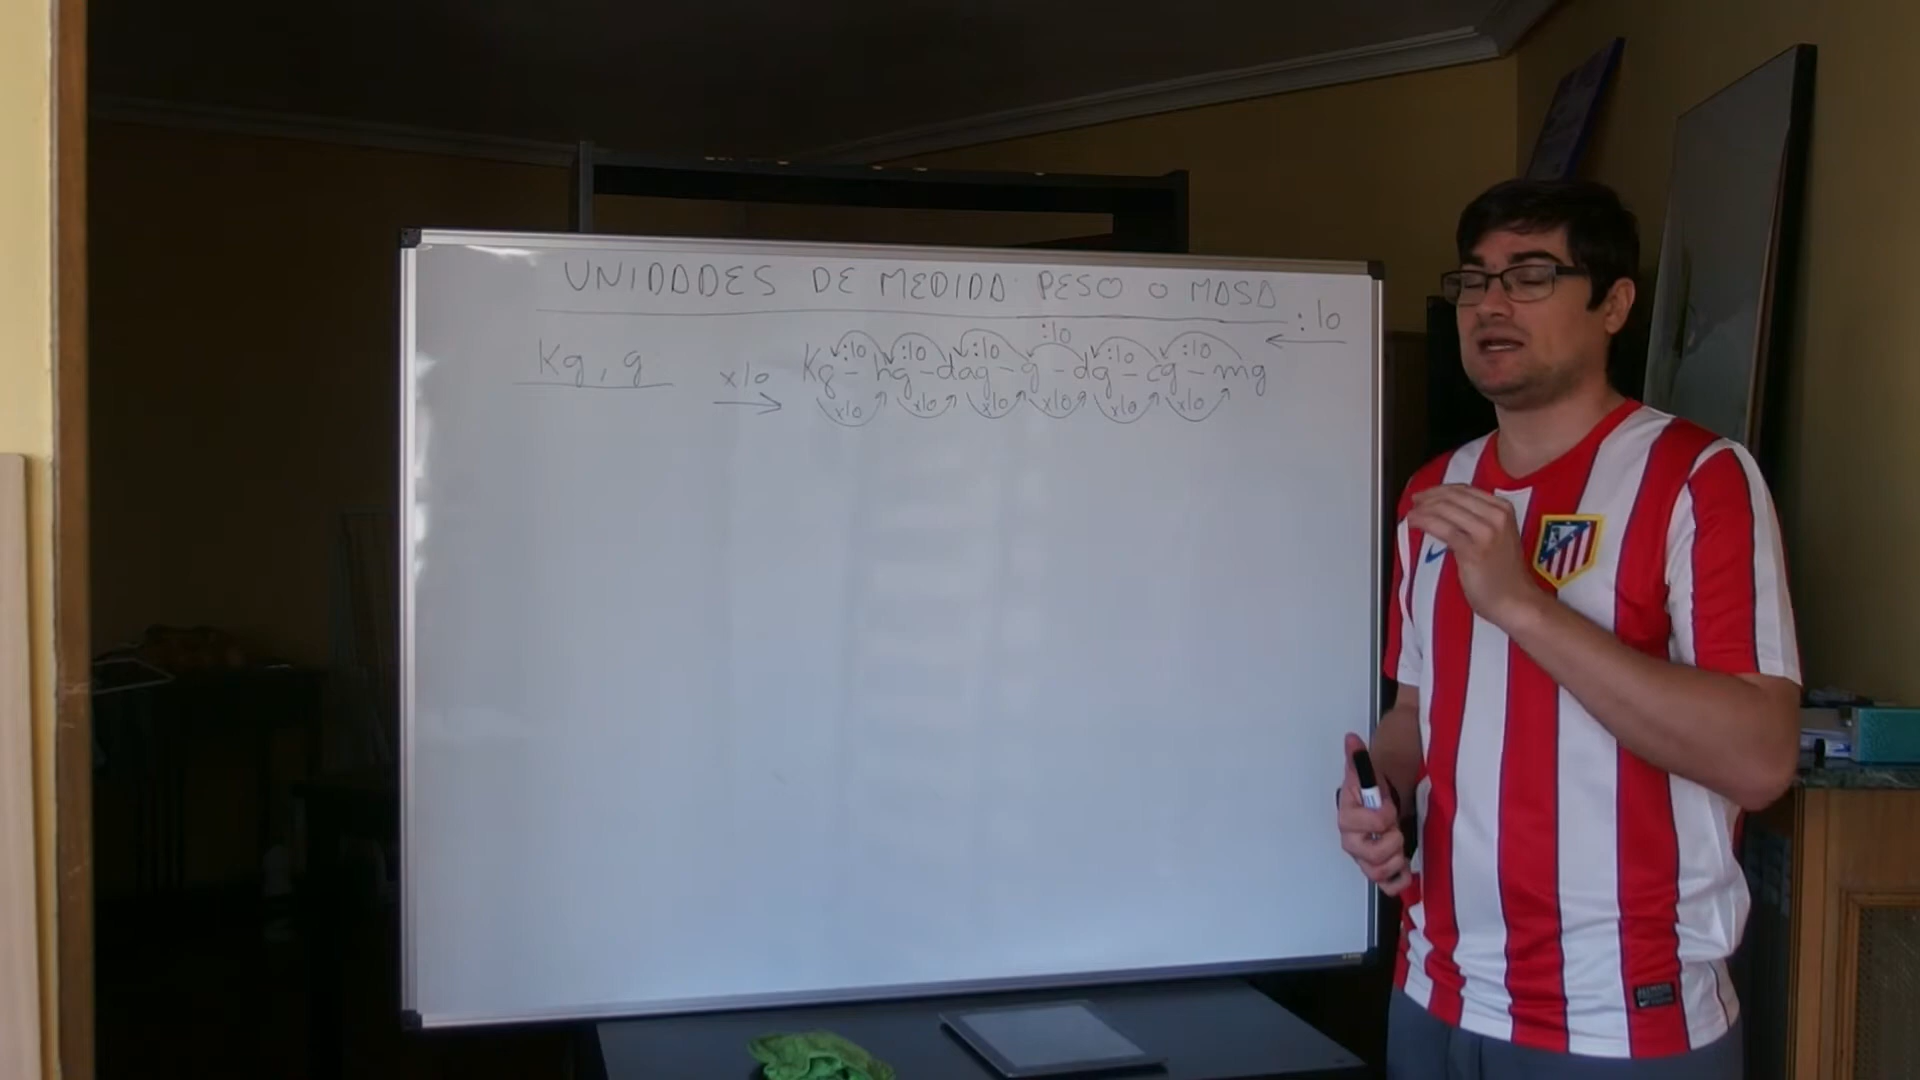 UNIDADES DE MEDIDA PESO O MASA
:10
:10 :10 :10 :10 :10 :10
Kg, g x10 Kg - hg - dag - g - dg - cg - mg
x10 x10 x10 x10 x10 x10